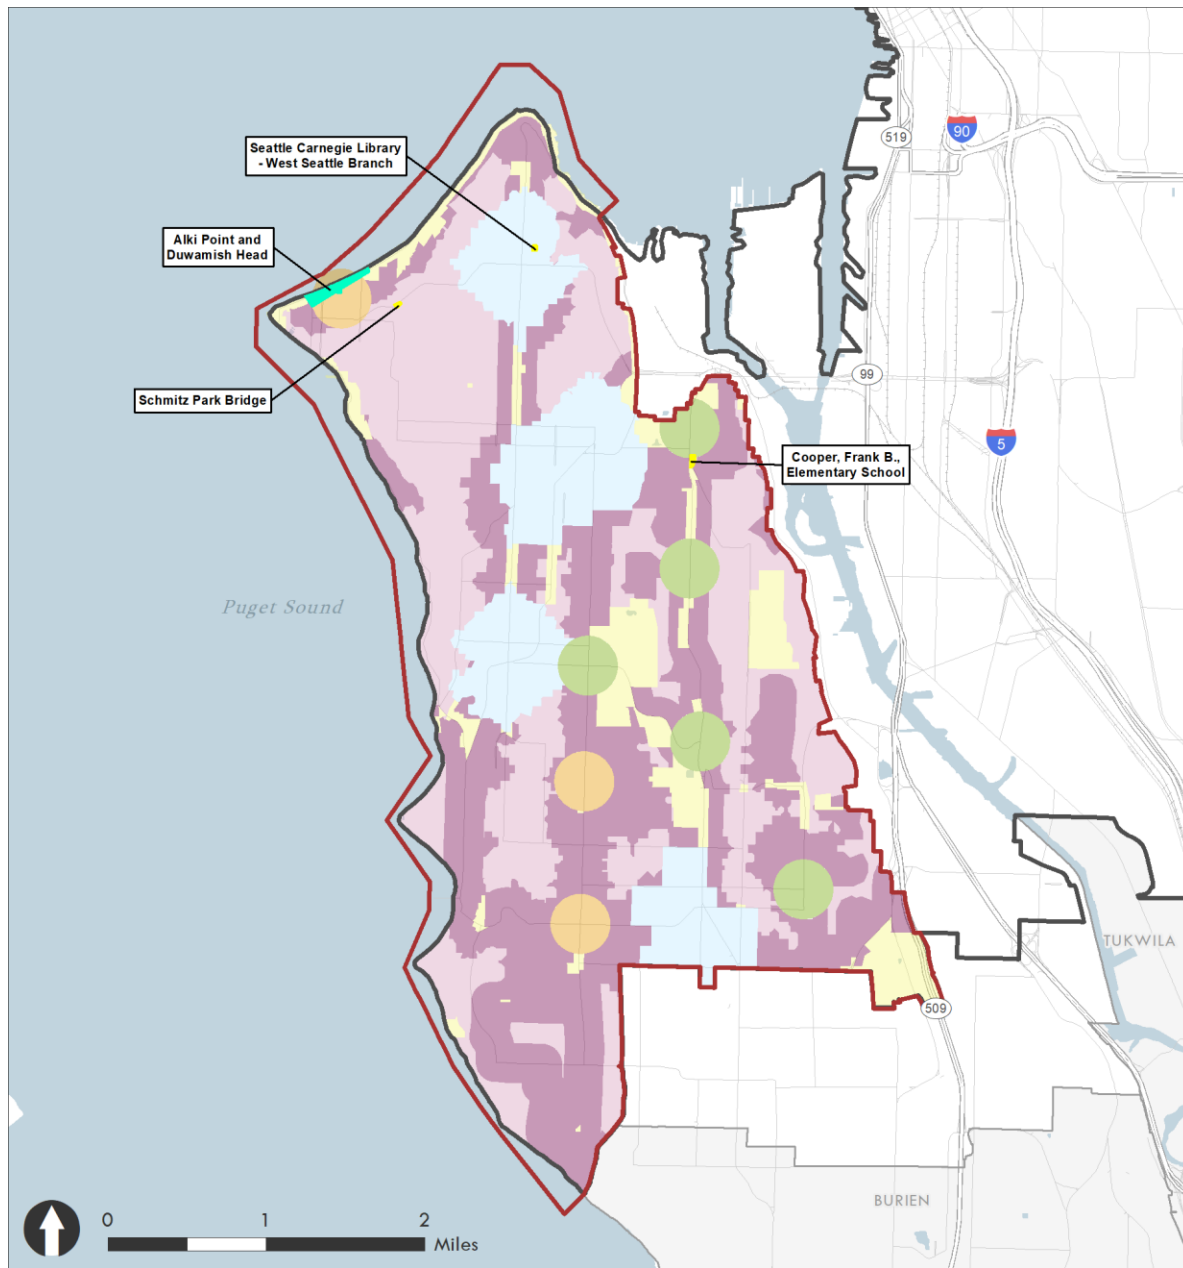 Seattle Carnegie Library
- West Seattle Branch
519
90
Alki Point and
Duwamish Head
99
Schmitz Park Bridge
5
Cooper, Frank B.,
Elementary School
Puget Sound
TUKWILA
509
BURIEN
0 1 2
Miles